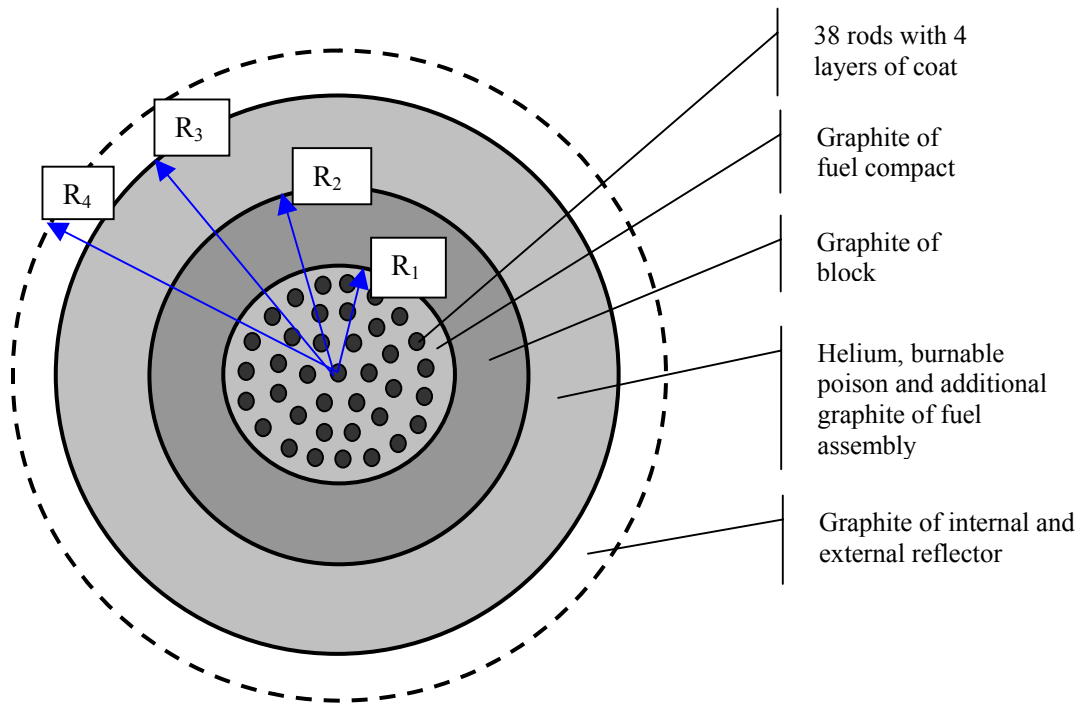 38 rods with 4
layers of coat
R₃
Graphite of
fuel compact
R₂
R₄
Graphite of
block
R₁
Helium, burnable
poison and additional
graphite of fuel
assembly
Graphite of internal and
external reflector